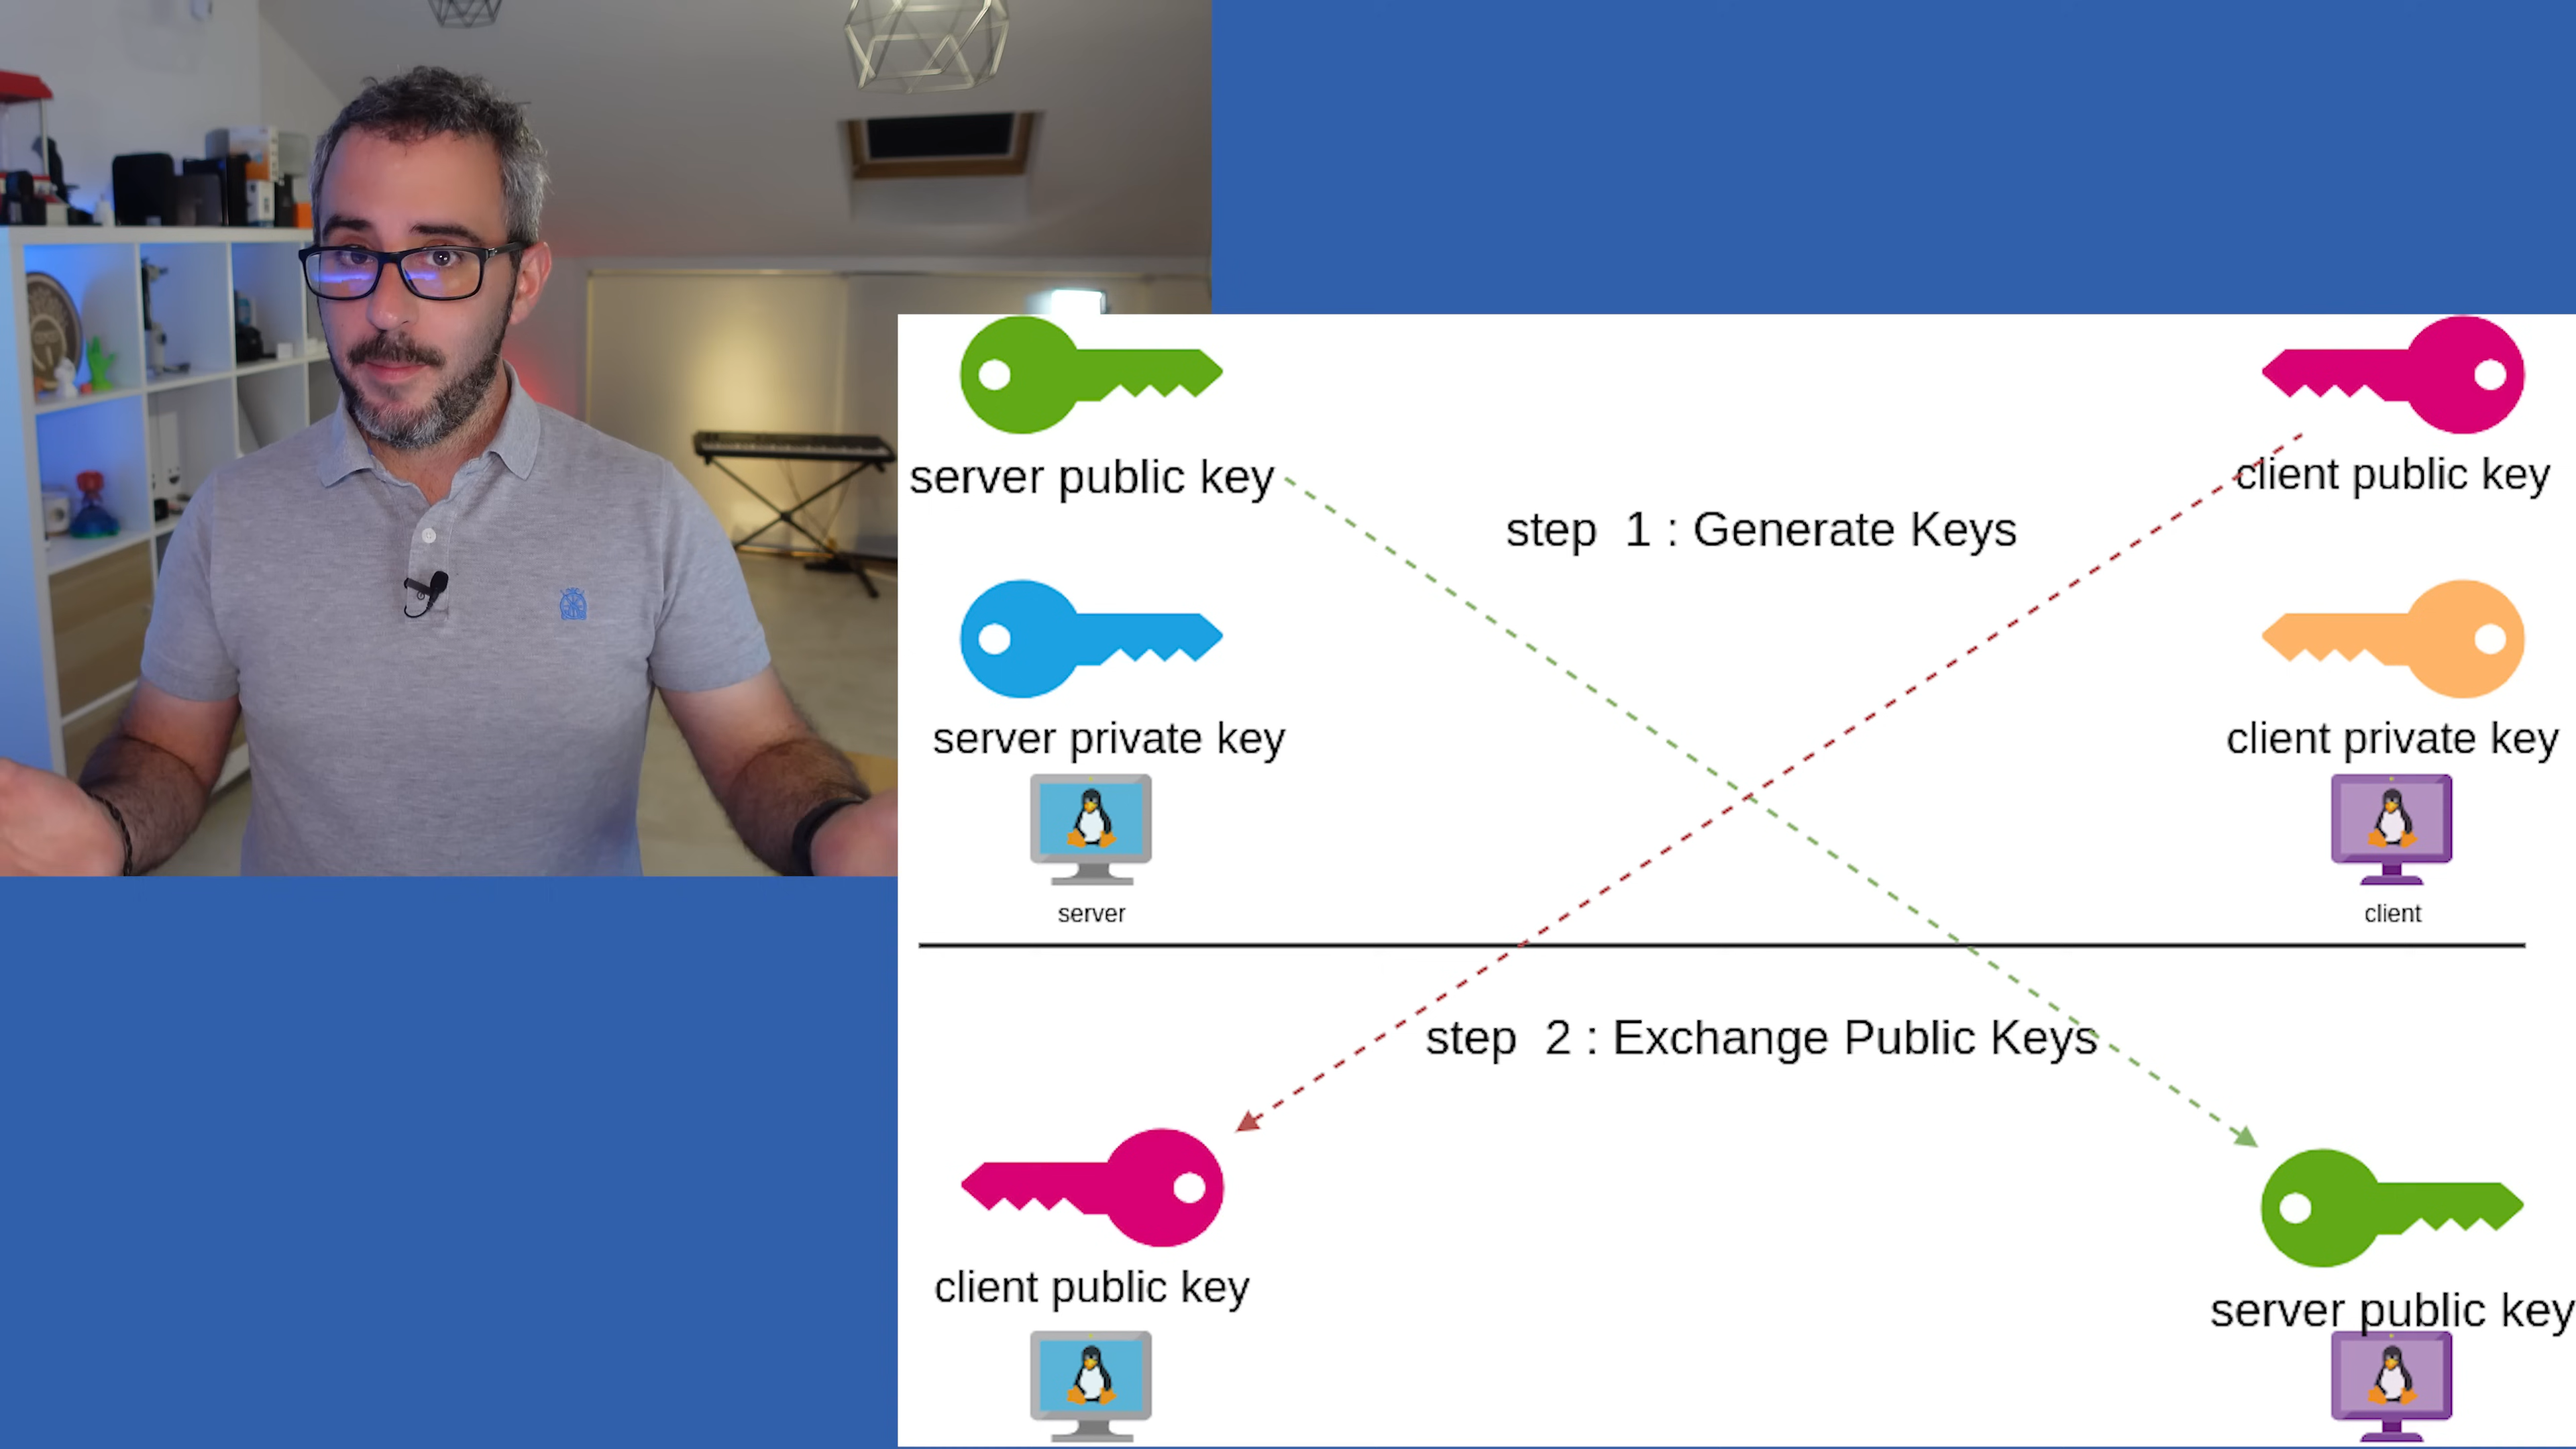 server public key
client public key
step 1 : Generate Keys
server private key
client private key
server
client
step 2 : Exchange Public Keys
client public key
server public key